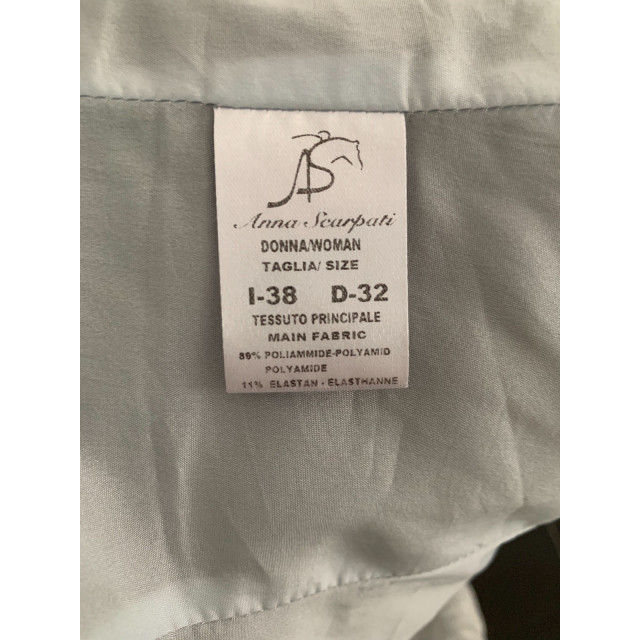 AS
Anna Scarpati
DONNA/WOMAN
TAGLIA/ SIZE
I-38 D-32
TESSUTO PRINCIPALE
MAIN FABRIC
89% POLIAMMIDE-POLYAMID
POLYAMIDE
11% ELASTAN - ELASTHANNE